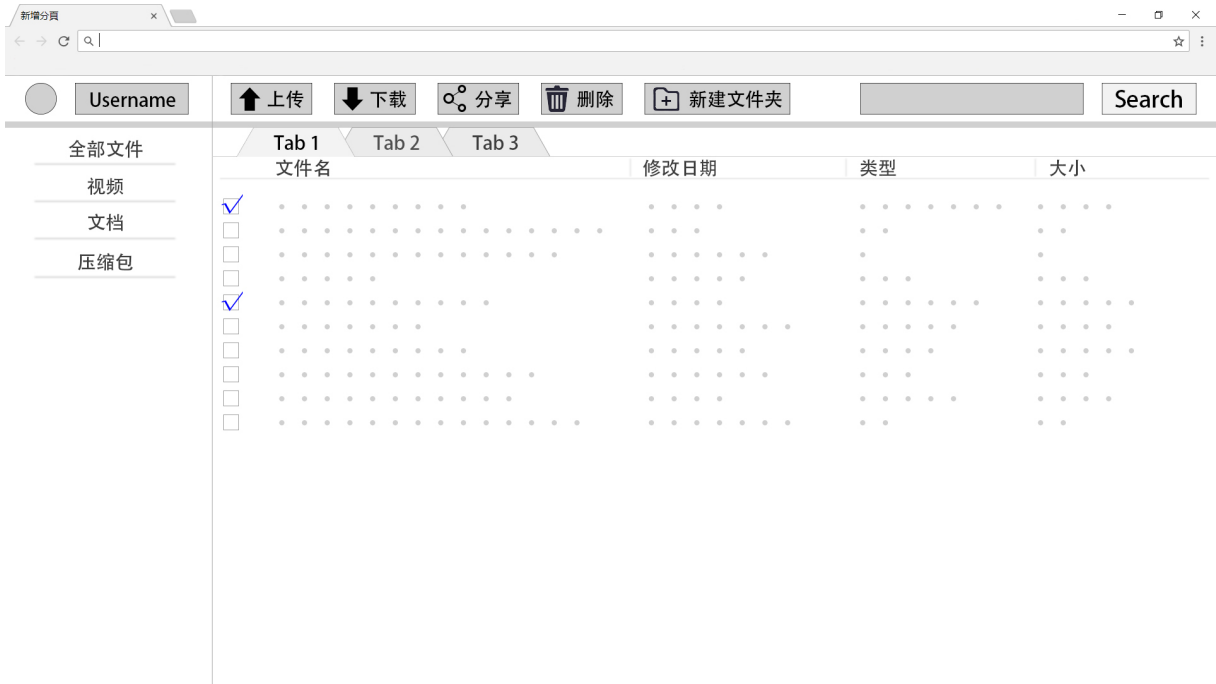 新增分頁
Username
上传
下载
分享
删除
新建文件夹
Search
全部文件
视频
文档
压缩包
Tab 1
Tab 2
Tab 3
文件名
修改日期
类型
大小